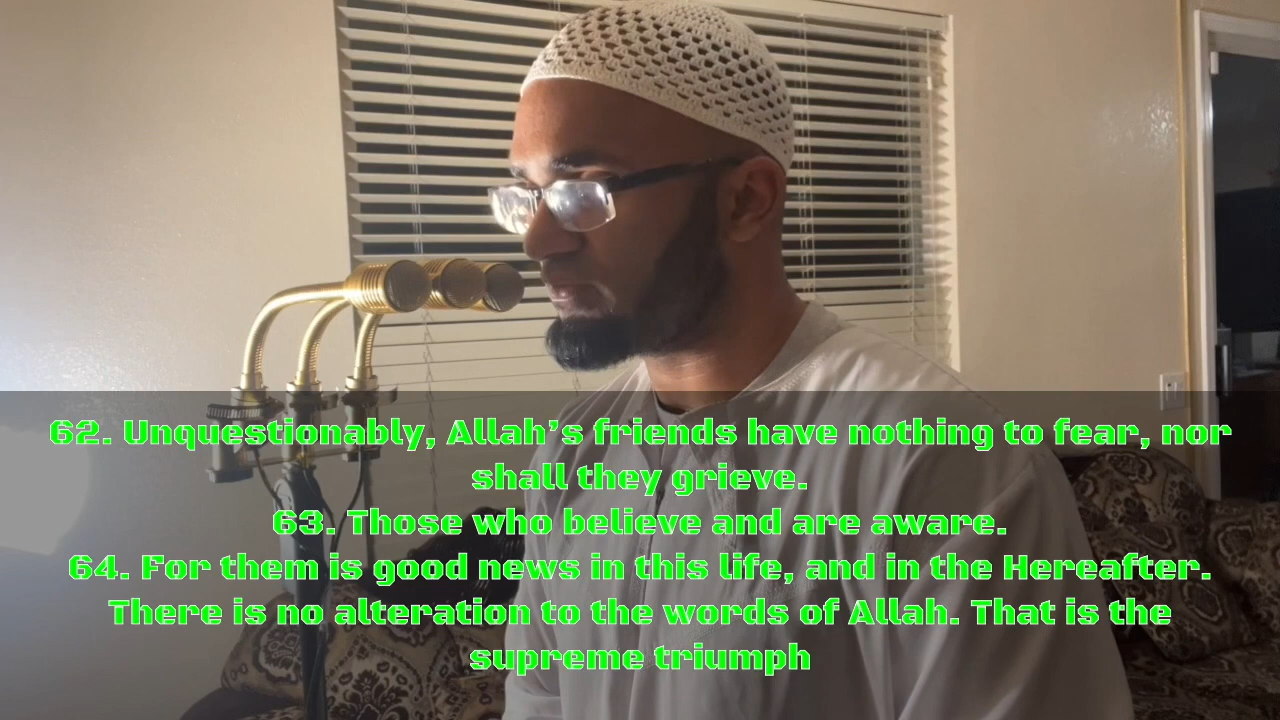 62. Unquestionably, Allah's friends have nothing to fear, nor
shall they grieve.
63. Those who believe and are aware.
64. For them is good news in this life, and in the Hereafter.
There is no alteration to the words of Allah. That is the
supreme triumph